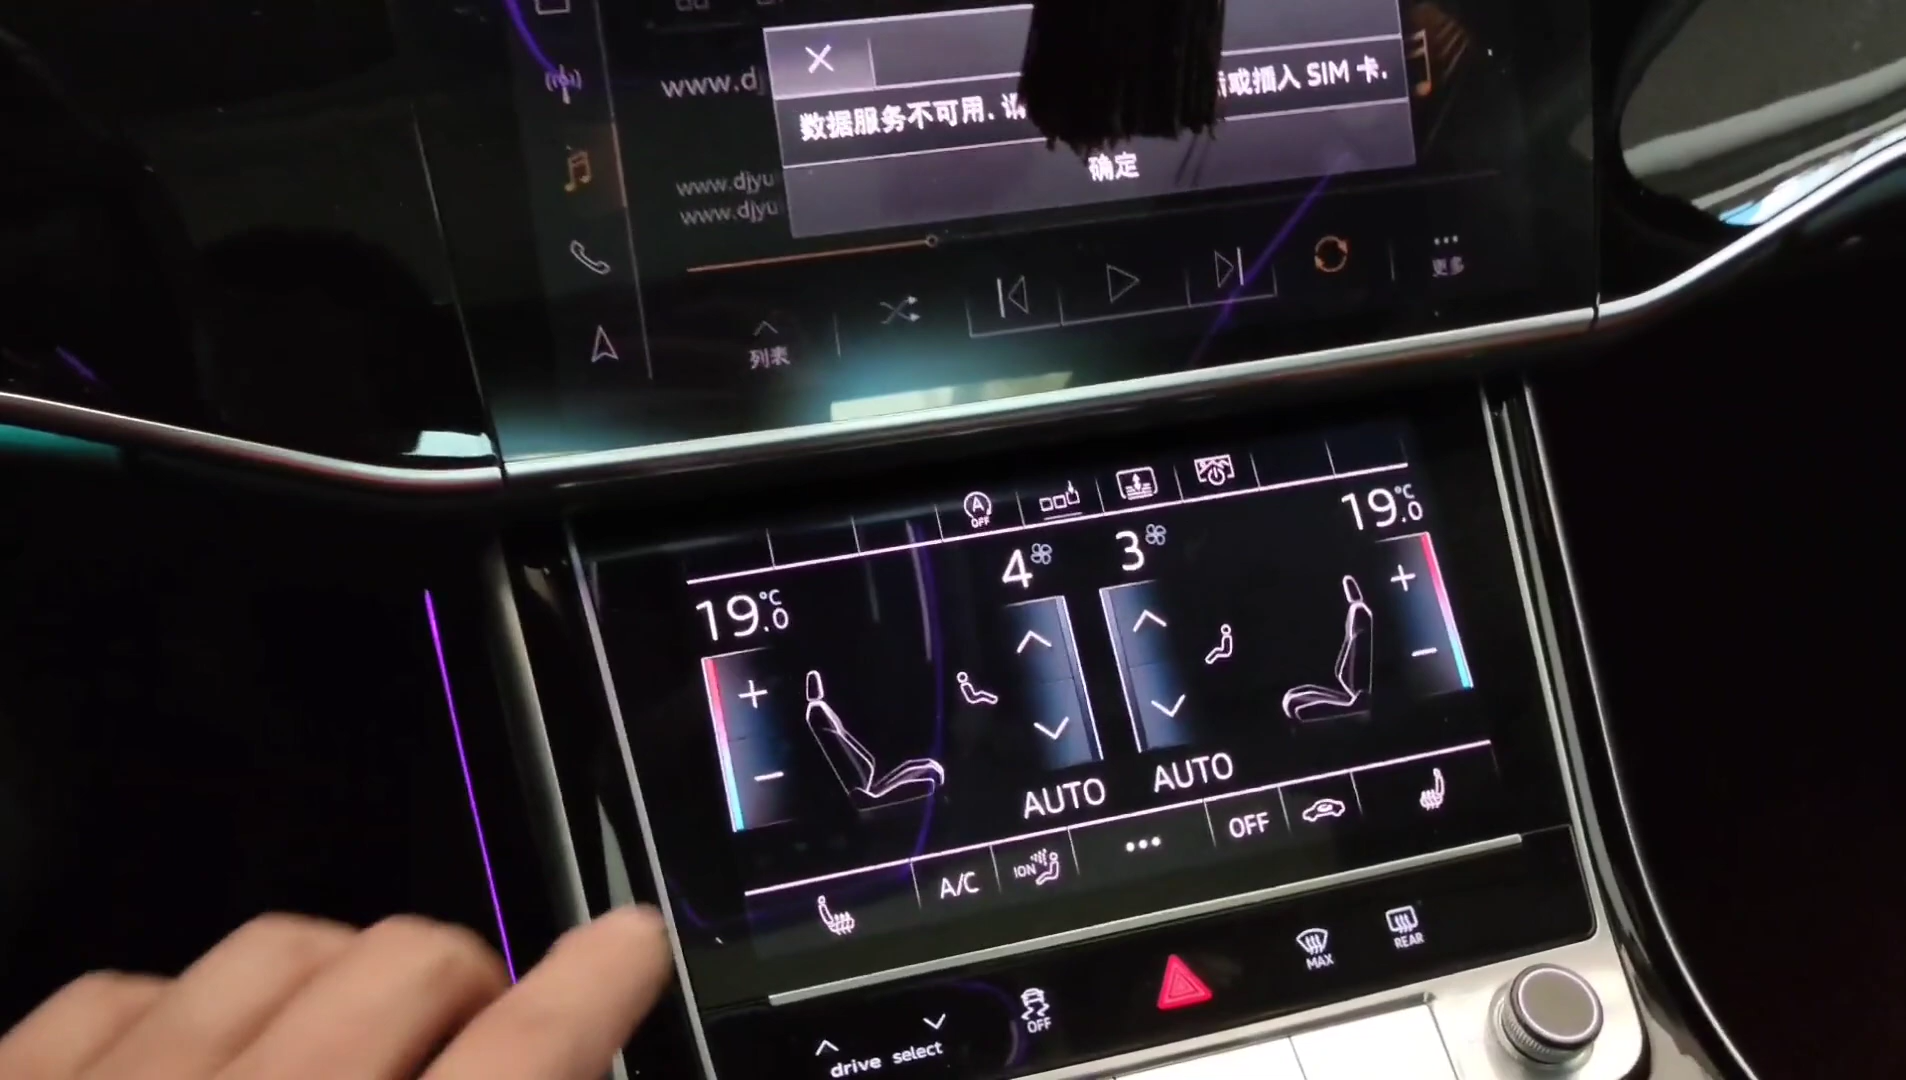 www.dj
数据服务不可用.
或插入 SIM 卡.
确定
www.djyu
www.djyu
更多
列表
A
OFF
19.0°C
4
3
19.0°C
AUTO
AUTO
A/C
ION
OFF
MAX
REAR
OFF
drive select